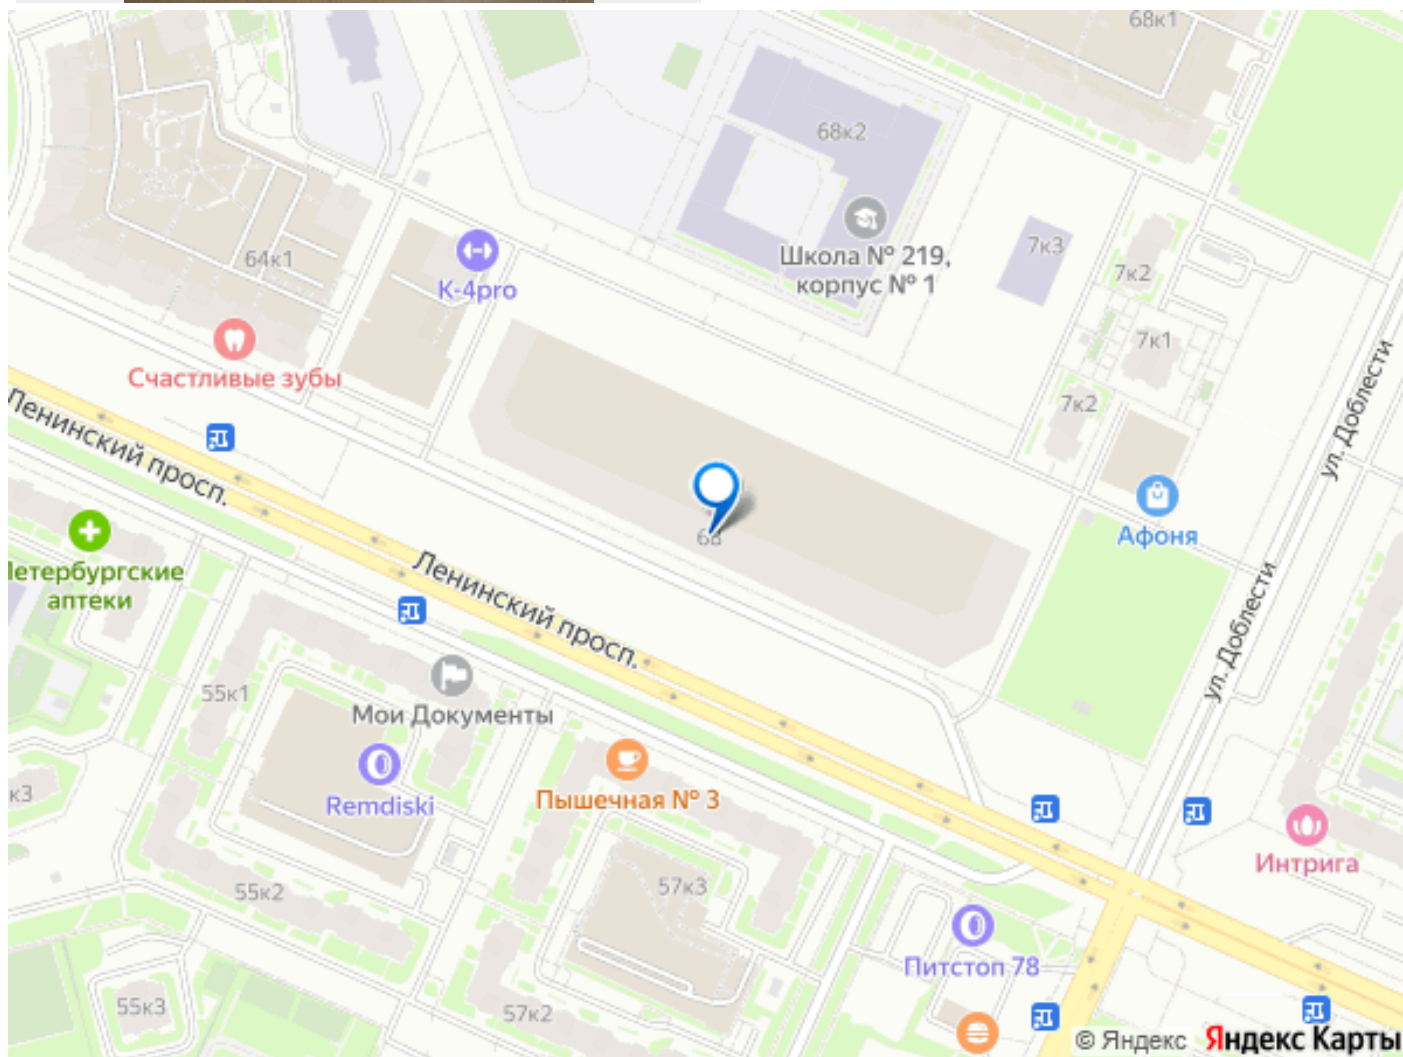 68к1
68к2
Школа № 219,
корпус № 1
7к3
7к2
64к1
K-4pro
7к1
Счастливые зубы
ул. Доблести
7к2
Ленинский просп.
Афоня
68
Петербургские
аптеки
Ленинский просп.
ул. Доблести
55к1
Мои Документы
Remdiski
Пышечная № 3
к3
Интрига
57к3
55к2
Питстоп 78
55к3
57к2
© Яндекс Яндекс Карты